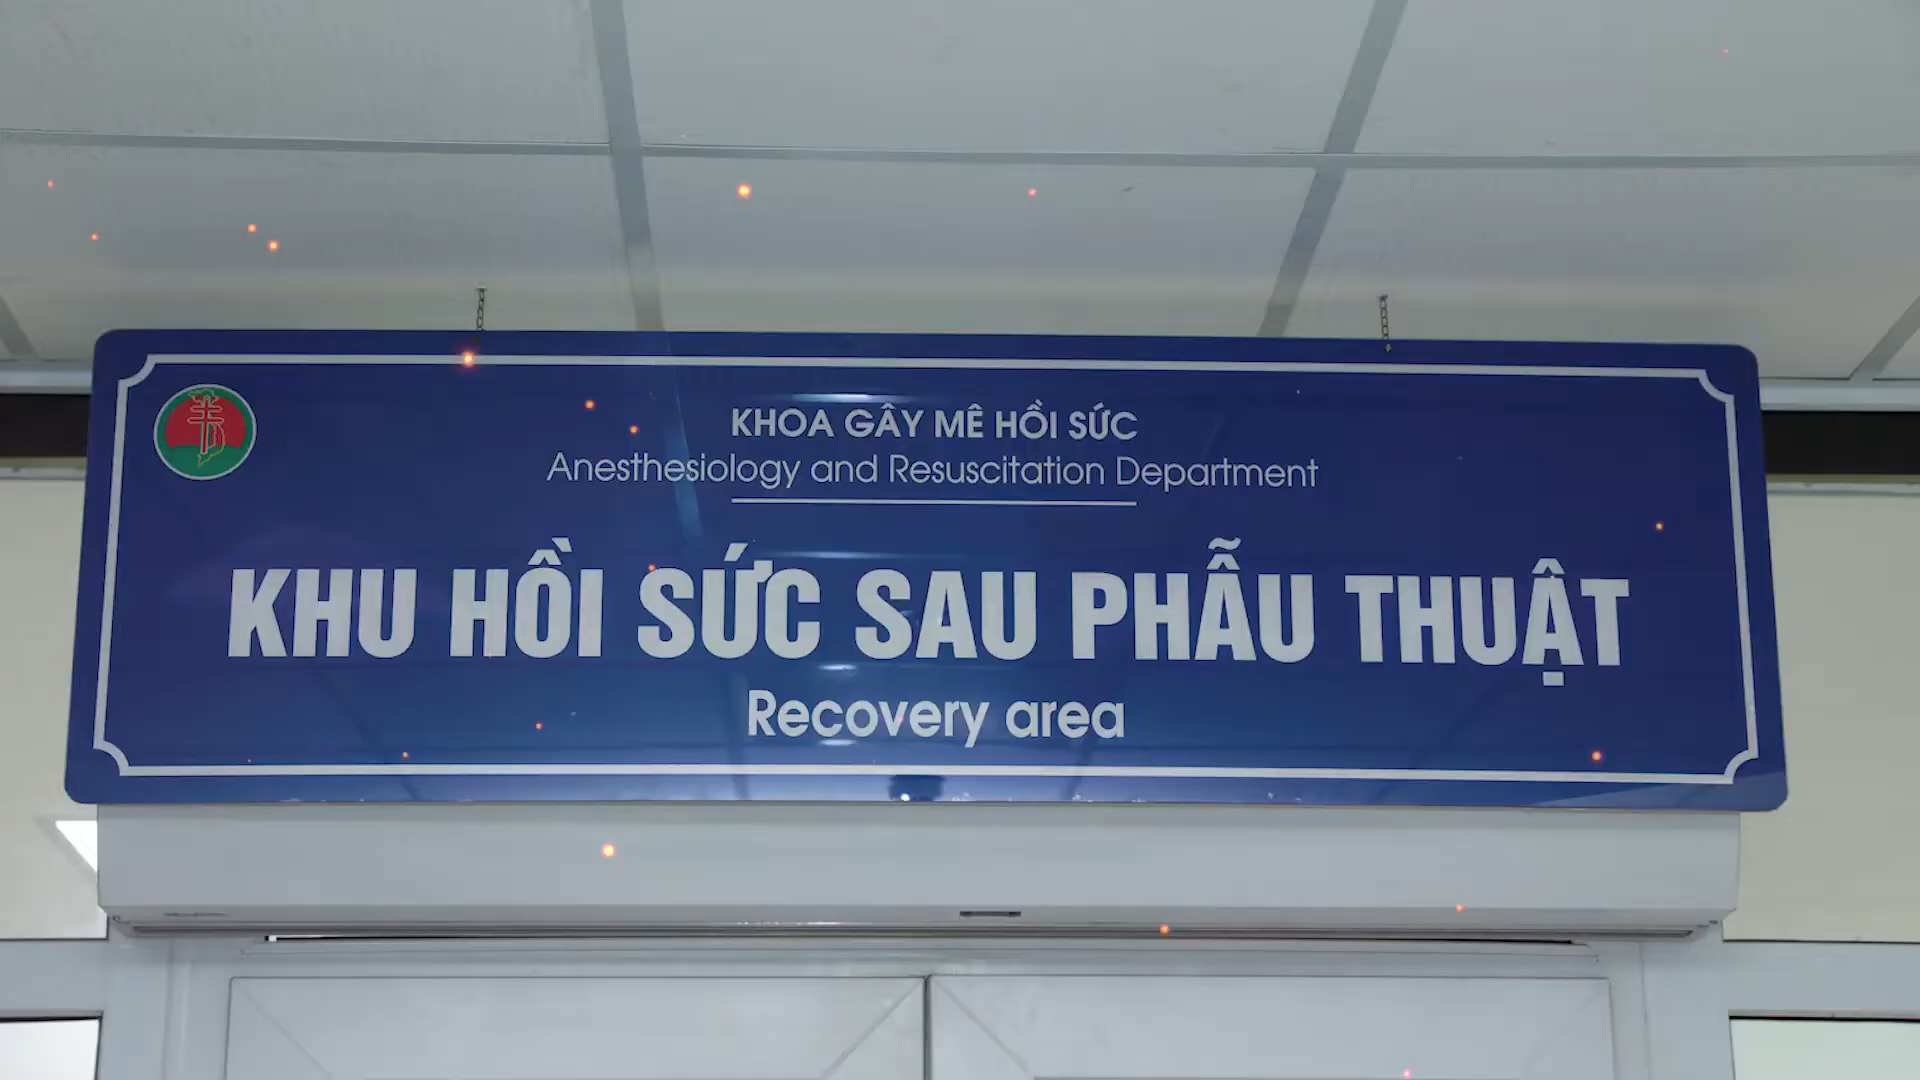 KHOA GÂY MÊ HỒI SỨC
Anesthesiology and Resuscitation Department
KHU HỒI SỨC SAU PHẪU THUẬT
Recovery area